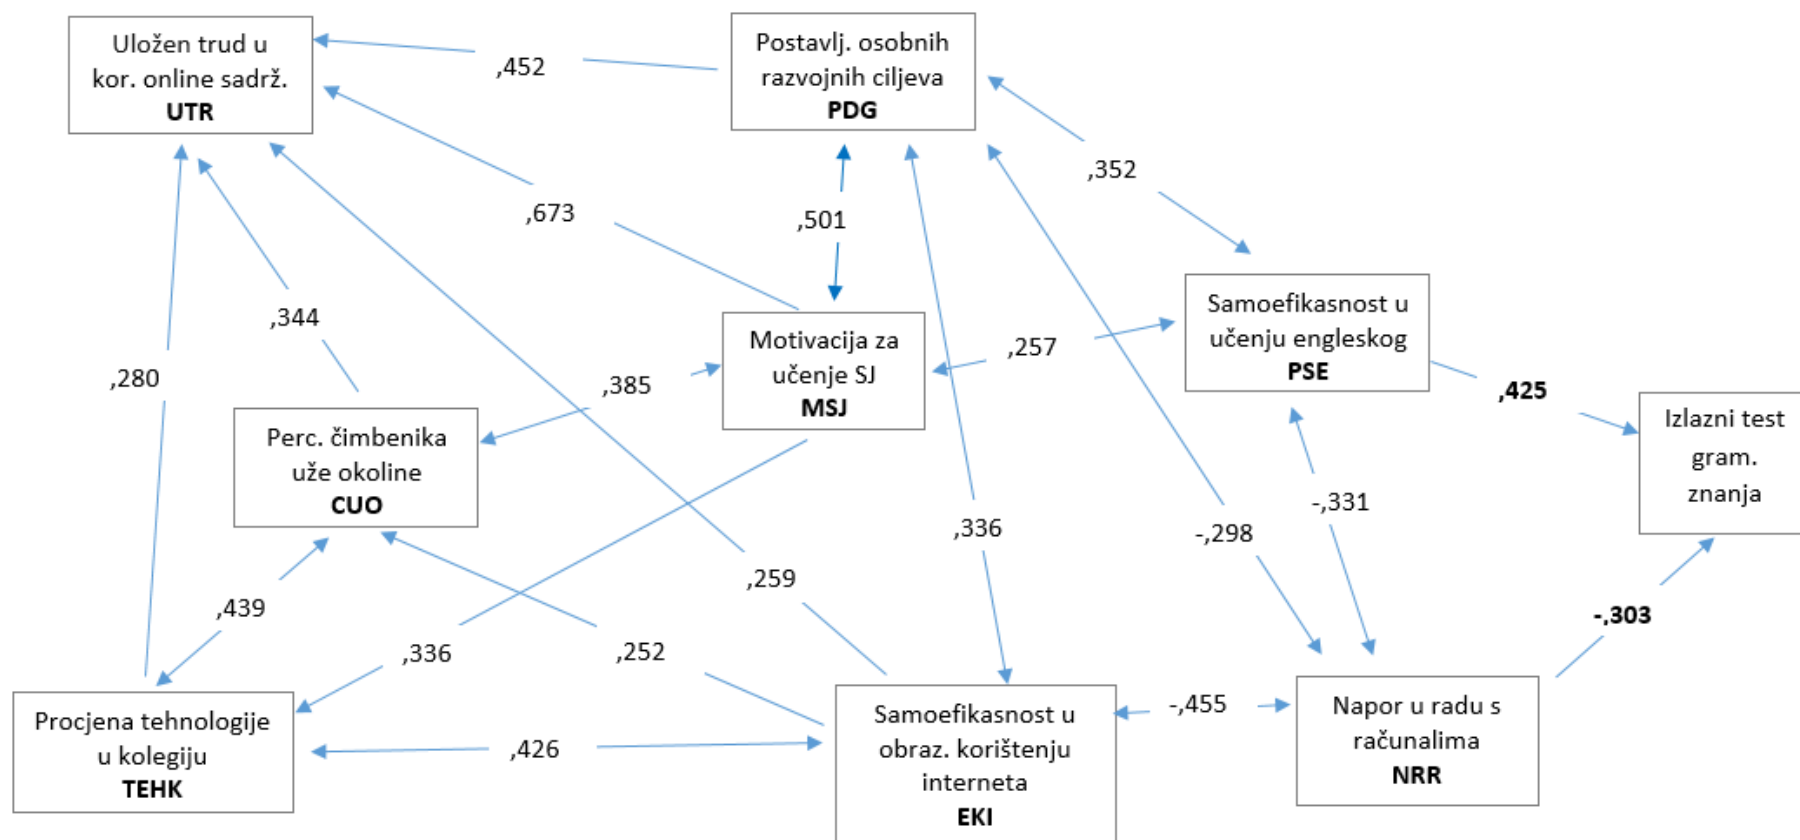 Uložen trud u
kor. online sadrž.
UTR
,452
Postavlj. osobnih
razvojnih ciljeva
PDG
,352
,673
,501
,344
,280
Motivacija za
učenje SJ
MSJ
,257
Samoefikasnost u
učenju engleskog
PSE
,425
,385
Izlazni test
gram.
znanja
Perc. čimbenika
uže okoline
CUO
,336
-,298
-,331
,259
,439
,336
,252
-,303
Procjena tehnologije
u kolegiju
TEHK
,426
Samoefikasnost u
obraz. korištenju
interneta
EKI
-,455
Napor u radu s
računalima
NRR